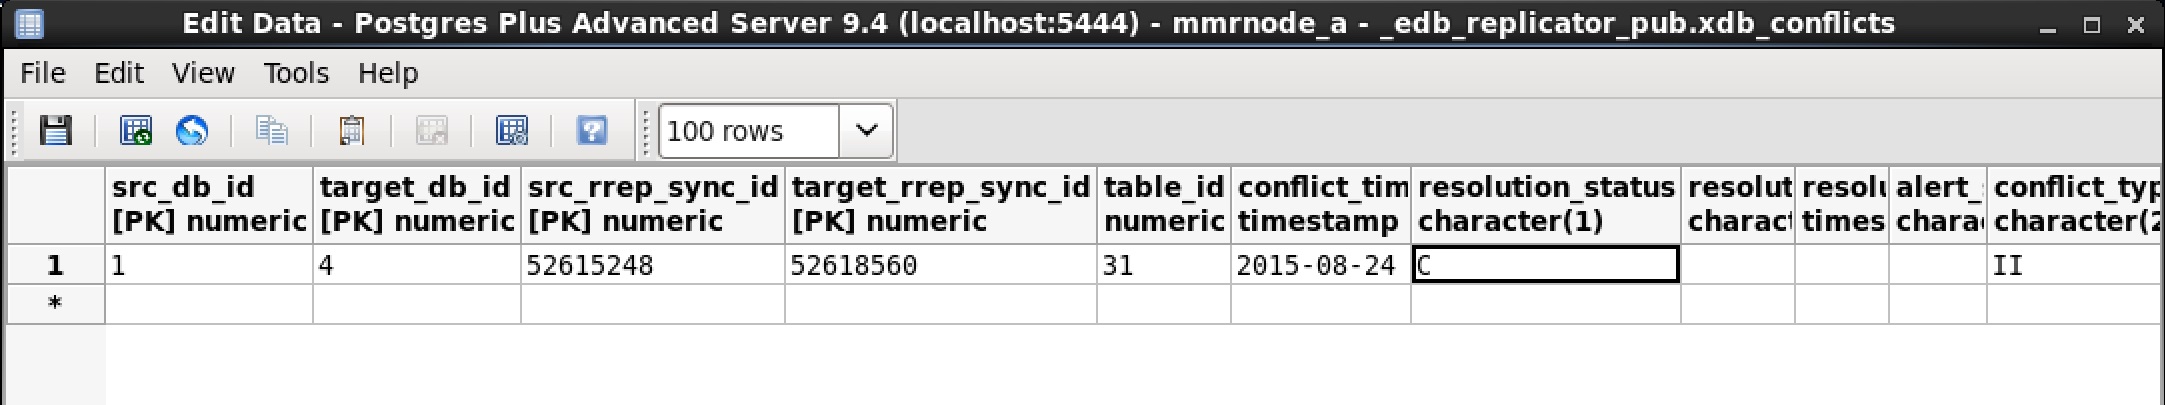 Edit Data - Postgres Plus Advanced Server 9.4 (localhost:5444) - mmrnode_a - _edb_replicator_pub.xdb_conflicts
File Edit View Tools Help
100 rows
src_db_id target_db_id src_rrep_sync_id target_rrep_sync_id table_id conflict_tim resolution_status resolut resolu alert_ conflict_typ
[PK] numeric [PK] numeric [PK] numeric [PK] numeric numeric timestamp character(1) charact times charac character(2
1 1 4 52615248 52618560 31 2015-08-24 C II
*